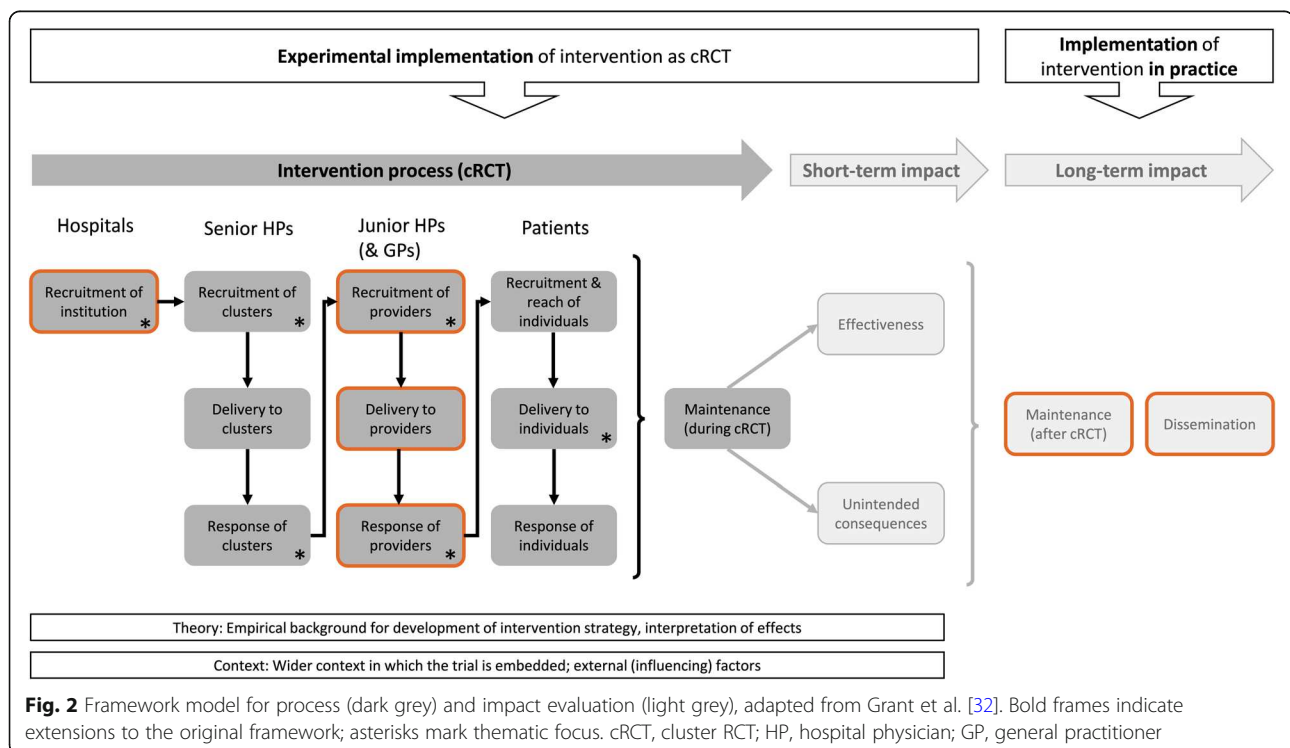 Experimental implementation of intervention as cRCT
Implementation of
intervention in practice
Intervention process (cRCT)
Short-term impact
Long-term impact
Hospitals
Senior HPs
Junior HPs
(& GPs)
Patients
Recruitment of
institution
*
Recruitment of
clusters
*
Recruitment of
providers
*
Recruitment &
reach of
individuals
Effectiveness
Delivery to
clusters
Delivery to
providers
Delivery to
individuals
*
Maintenance
(during cRCT)
Maintenance
(after cRCT)
Dissemination
Response of
clusters
*
Response of
providers
*
Response of
individuals
Unintended
consequences
Theory: Empirical background for development of intervention strategy, interpretation of effects
Context: Wider context in which the trial is embedded; external (influencing) factors
Fig. 2 Framework model for process (dark grey) and impact evaluation (light grey), adapted from Grant et al. [32]. Bold frames indicate
extensions to the original framework; asterisks mark thematic focus. cRCT, cluster RCT; HP, hospital physician; GP, general practitioner